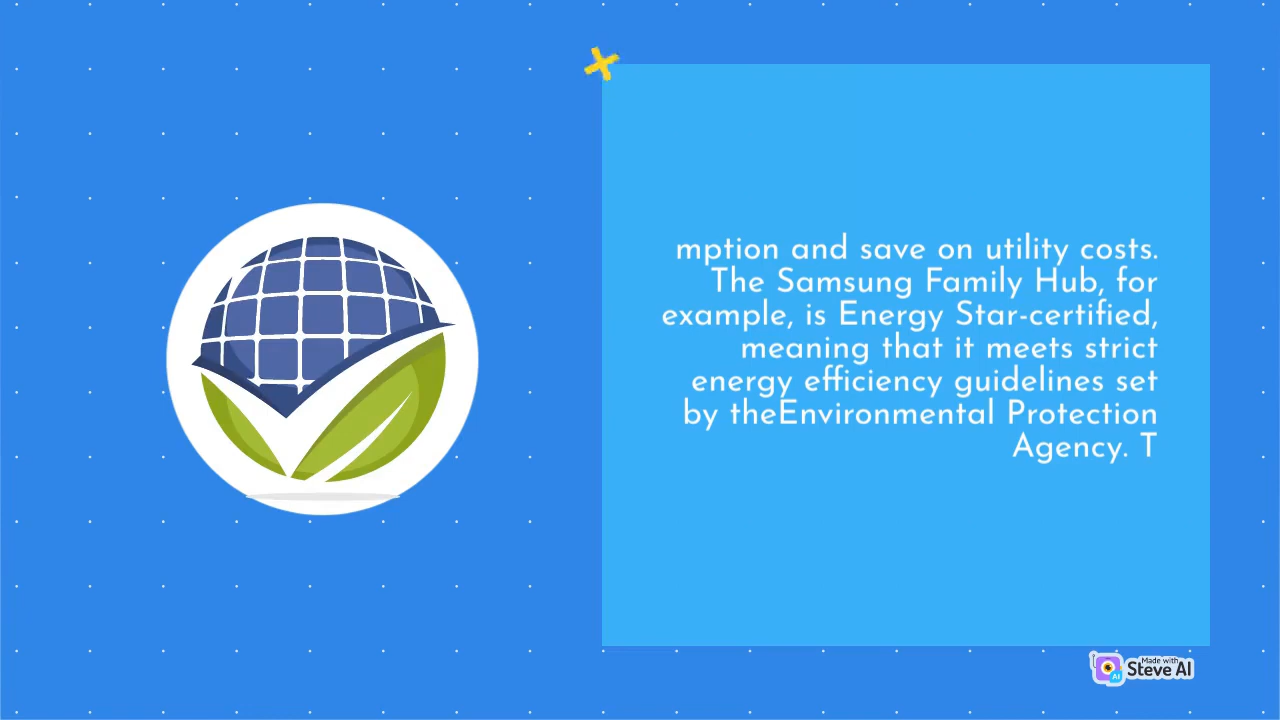 mption and save on utility costs.
The Samsung Family Hub, for
example, is Energy Star-certified,
meaning that it meets strict
energy efficiency guidelines set
by theEnvironmental Protection
Agency. T
Made with
Steve AI
AI